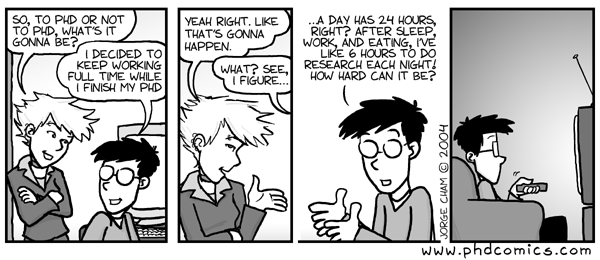 SO, TO PHD OR NOT
TO PHD, WHAT'S IT
GONNA BE?
I DECIDED TO
KEEP WORKING
FULL TIME WHILE
I FINISH MY PHD
YEAH RIGHT. LIKE
THAT'S GONNA
HAPPEN.
WHAT? SEE,
I FIGURE...
...A DAY HAS 24 HOURS,
RIGHT? AFTER SLEEP,
WORK, AND EATING, I'VE
LIKE 6 HOURS TO DO
RESEARCH EACH NIGHT!
HOW HARD CAN IT BE?
JORGE CHAM © 2004
www.phdcomics.com